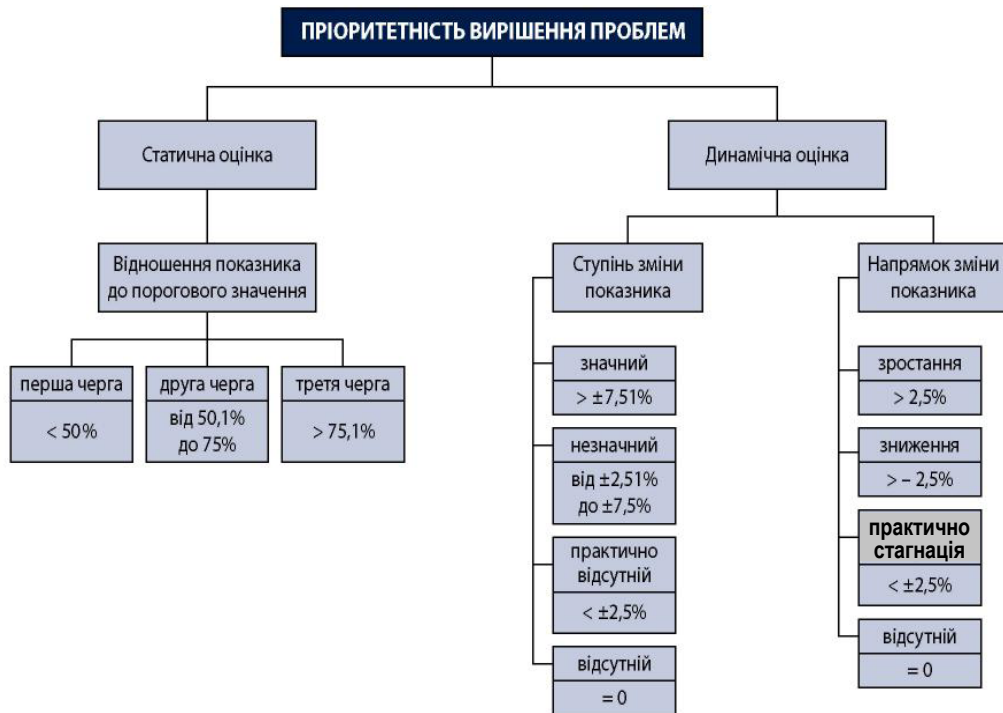 ПРІОРИТЕТНІСТЬ ВИРІШЕННЯ ПРОБЛЕМ
Статична оцінка
Динамічна оцінка
Відношення показника
до порогового значення
Ступінь зміни
показника
Напрямок зміни
показника
перша черга
< 50%
друга черга
від 50,1%
до 75%
третя черга
> 75,1%
значний
> ±7,51%
незначний
від ±2,51%
до ±7,5%
практично
відсутній
< ±2,5%
відсутній
= 0
зростання
> 2,5%
зниження
> – 2,5%
практично
стагнація
< ±2,5%
відсутній
= 0